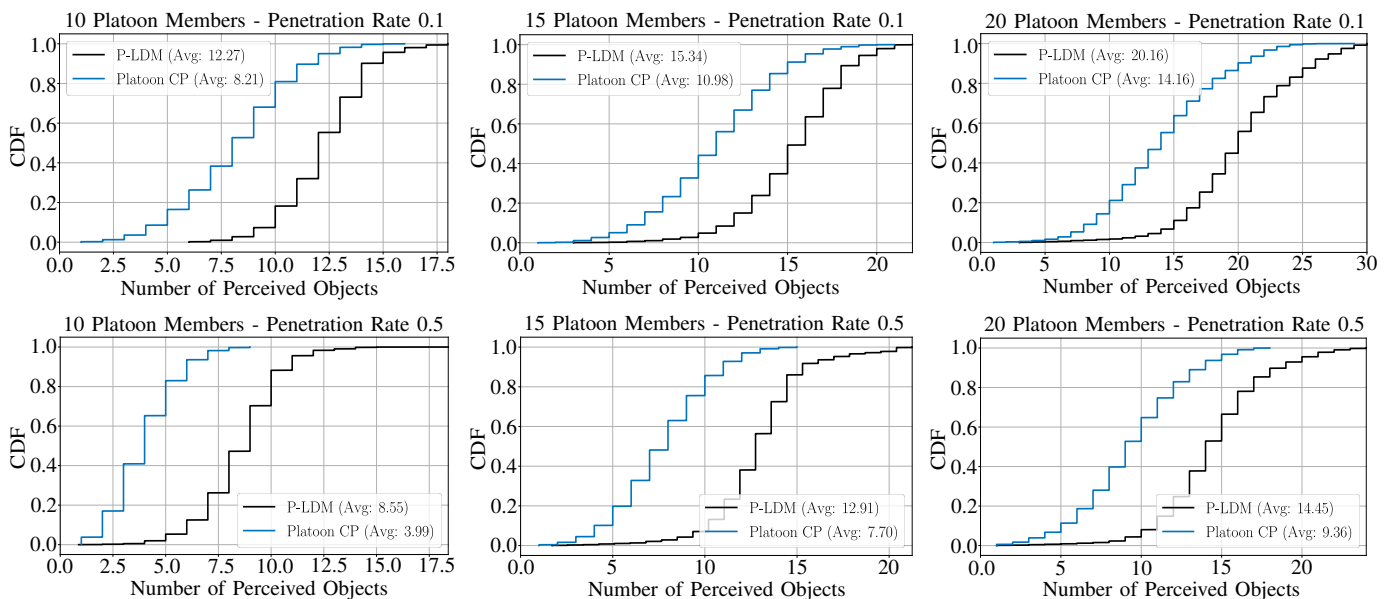 10 Platoon Members - Penetration Rate 0.1
1.0
0.8
0.6
0.4
0.2
0.0
CDF
P-LDM (Avg: 12.27)
Platoon CP (Avg: 8.21)
0.0 2.5 5.0 7.5 10.0 12.5 15.0 17.5
Number of Perceived Objects
15 Platoon Members - Penetration Rate 0.1
1.0
0.8
0.6
0.4
0.2
0.0
CDF
P-LDM (Avg: 15.34)
Platoon CP (Avg: 10.98)
0.0 5 10 15 20
Number of Perceived Objects
20 Platoon Members - Penetration Rate 0.1
1.0
0.8
0.6
0.4
0.2
0.0
CDF
P-LDM (Avg: 20.16)
Platoon CP (Avg: 14.16)
0.0 5 10 15 20 25 30
Number of Perceived Objects
10 Platoon Members - Penetration Rate 0.5
1.0
0.8
0.6
0.4
0.2
0.0
CDF
P-LDM (Avg: 8.55)
Platoon CP (Avg: 3.99)
0.0 2.5 5.0 7.5 10.0 12.5 15.0 17.5
Number of Perceived Objects
15 Platoon Members - Penetration Rate 0.5
1.0
0.8
0.6
0.4
0.2
0.0
CDF
P-LDM (Avg: 12.91)
Platoon CP (Avg: 7.70)
0.0 5 10 15 20
Number of Perceived Objects
20 Platoon Members - Penetration Rate 0.5
1.0
0.8
0.6
0.4
0.2
0.0
CDF
P-LDM (Avg: 14.45)
Platoon CP (Avg: 9.36)
0.0 5 10 15 20
Number of Perceived Objects